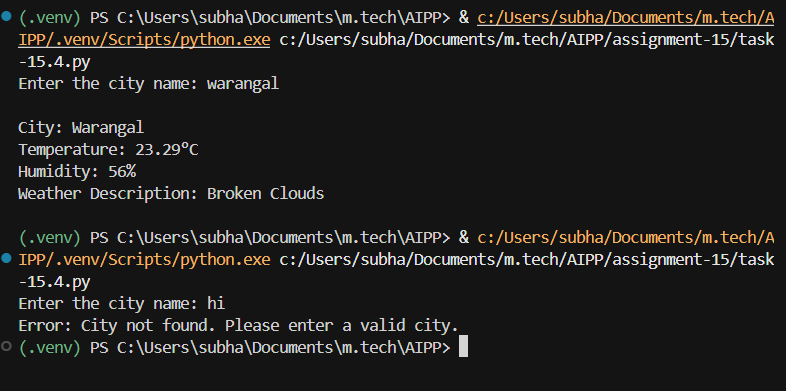 (.venv) PS C:\Users\subha\Documents\m.tech\AIPP> & c:/Users/subha/Documents/m.tech/A
IPP/.venv/Scripts/python.exe c:/Users/subha/Documents/m.tech/AIPP/assignment-15/task
-15.4.py
Enter the city name: warangal

City: Warangal
Temperature: 23.29°C
Humidity: 56%
Weather Description: Broken Clouds

(.venv) PS C:\Users\subha\Documents\m.tech\AIPP> & c:/Users/subha/Documents/m.tech/A
IPP/.venv/Scripts/python.exe c:/Users/subha/Documents/m.tech/AIPP/assignment-15/task
-15.4.py
Enter the city name: hi
Error: City not found. Please enter a valid city.
(.venv) PS C:\Users\subha\Documents\m.tech\AIPP>